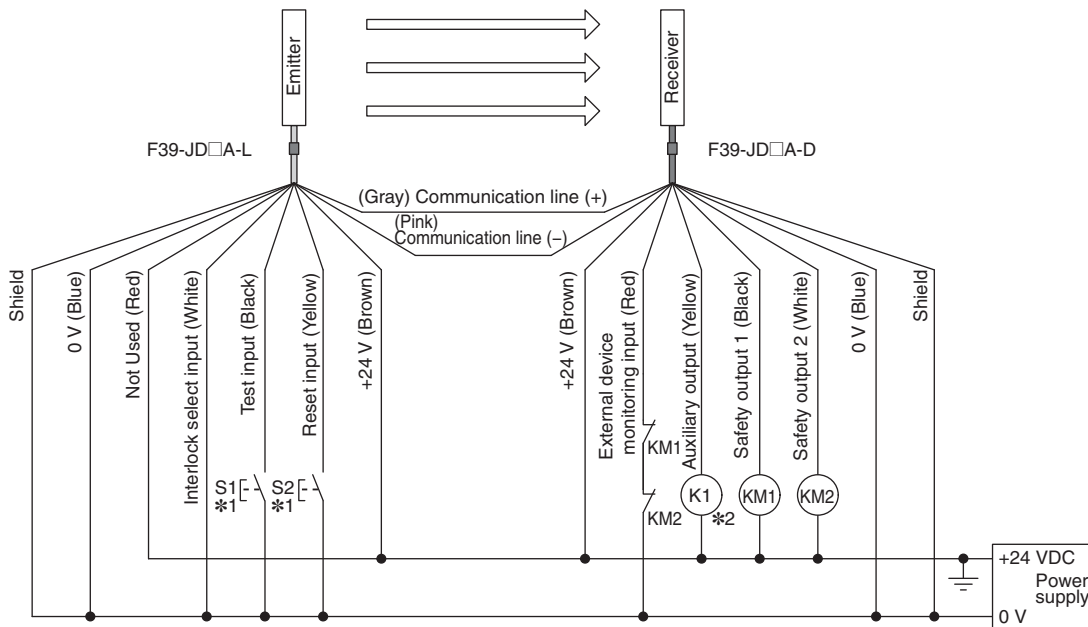 Emitter
Receiver
F39-JD□A-L
F39-JD□A-D
(Gray) Communication line (+)
(Pink)
Communication line (−)
Shield
0 V (Blue)
Not Used (Red)
Interlock select input (White)
Test input (Black)
Reset input (Yellow)
+24 V (Brown)
+24 V (Brown)
External device
monitoring input (Red)
Auxiliary output (Yellow)
Safety output 1 (Black)
Safety output 2 (White)
0 V (Blue)
Shield
KM1
S1
*1
S2
*1
KM2
K1
*2
KM1
KM2
+24 VDC
Power
supply
0 V